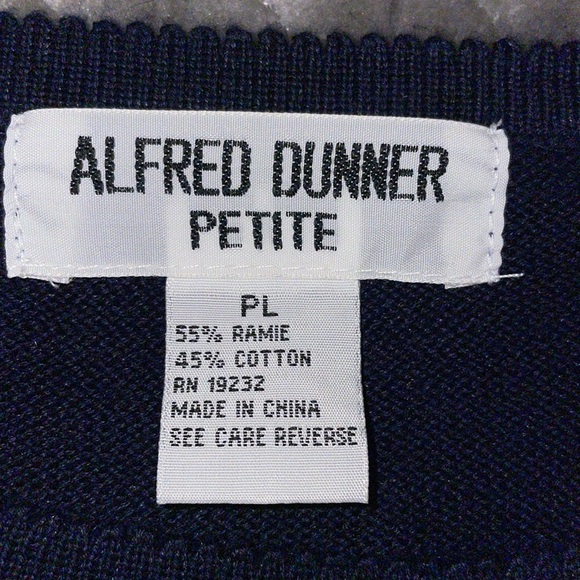 ALFRED DUNNER
PETITE
PL
55% RAMIE
45% COTTON
RN 19232
MADE IN CHINA
SEE CARE REVERSE